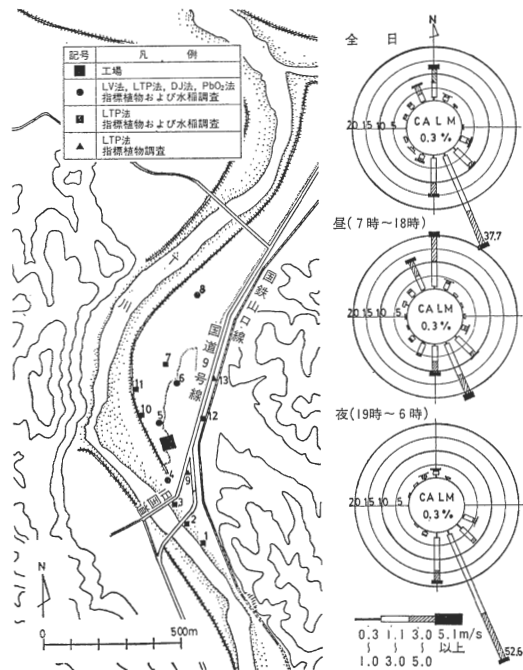 記号 凡例
工場
LV法, LTP法, DJ法, PbO₂法
指標植物および水稲調査
LTP法
指標植物および水稲調査
LTP法
指標植物調査
川
国鉄山口線
国道9号線
8
7
6
13
11
10
12
5
4
9
3
2
1
N
0 500m
全日
N
20 15 10 5
CALM
0.3%
37.7
昼(7時～18時)
20 15 10 5
CALM
0.3%
夜(19時～6時)
20 15 10 5
CALM
0.3%
52.6
0.3 1.1 3.0 5.1m/s
～ ～ ～ 以上
1.0 3.0 5.0